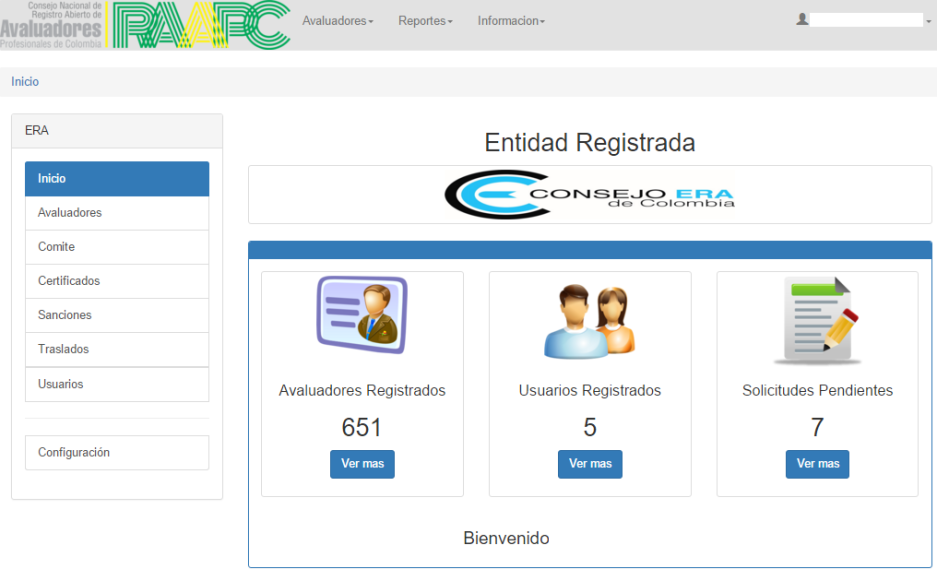 Consejo Nacional de
Registro Abierto de
Avaluadores
Profesionales de Colombia
RAAPC
Avaluadores
Reportes
Informacion
Inicio
ERA
Inicio
Avaluadores
Comite
Certificados
Sanciones
Traslados
Usuarios
Configuración
Entidad Registrada
CONSEJO ERA
de Colombia
Avaluadores Registrados
651
Ver mas
Usuarios Registrados
5
Ver mas
Solicitudes Pendientes
7
Ver mas
Bienvenido